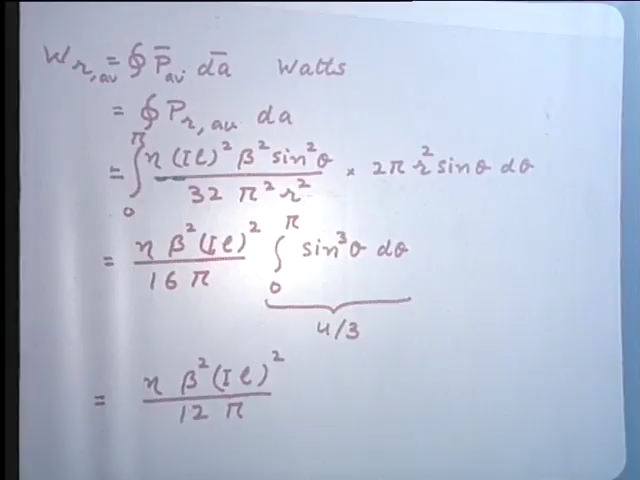 W_{r,av} = ∮ P̄_{av} . d̄a Watts
= ∮ P_{r,av} da
= ∫_0^π η (Il)² β² sin²θ / 32 π² r² × 2π r² sinθ dθ
= η β² (Il)² / 16 π ∫_0^π sin³θ dθ
4/3
= η β² (Il)² / 12 π